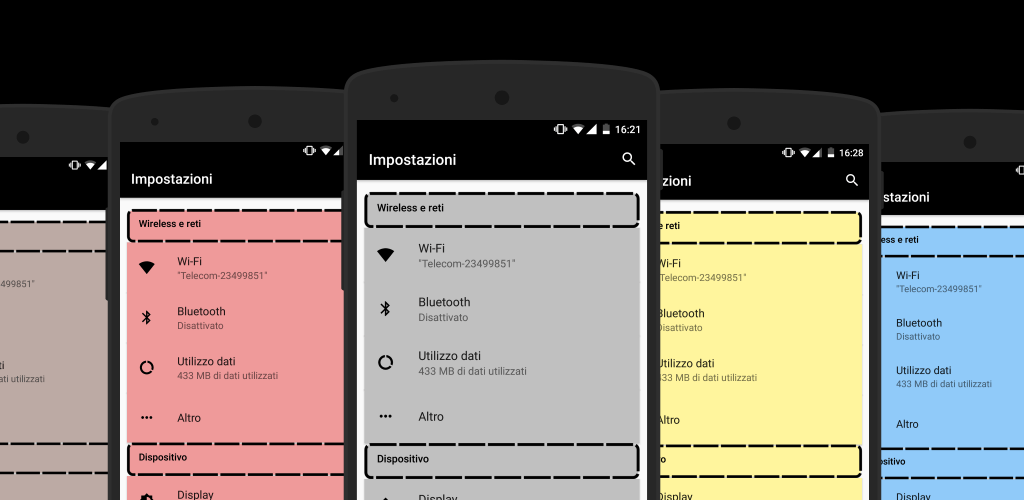 499851"
ati utilizzati
Impostazioni
Wireless e reti
Wi-Fi
"Telecom-23499851"
Bluetooth
Disattivato
Utilizzo dati
433 MB di dati utilizzati
Altro
Dispositivo
Display
16:21
Impostazioni
Wireless e reti
Wi-Fi
"Telecom-23499851"
Bluetooth
Disattivato
Utilizzo dati
433 MB di dati utilizzati
Altro
Dispositivo
Display
16:28
zioni
e reti
Wi-Fi
"Telecom-23499851"
Bluetooth
Disattivato
Utilizzo dati
433 MB di dati utilizzati
Altro
o
Display
stazioni
less e reti
Wi-Fi
"Telecom-23499851"
Bluetooth
Disattivato
Utilizzo dati
433 MB di dati utilizzati
Altro
positivo
Display